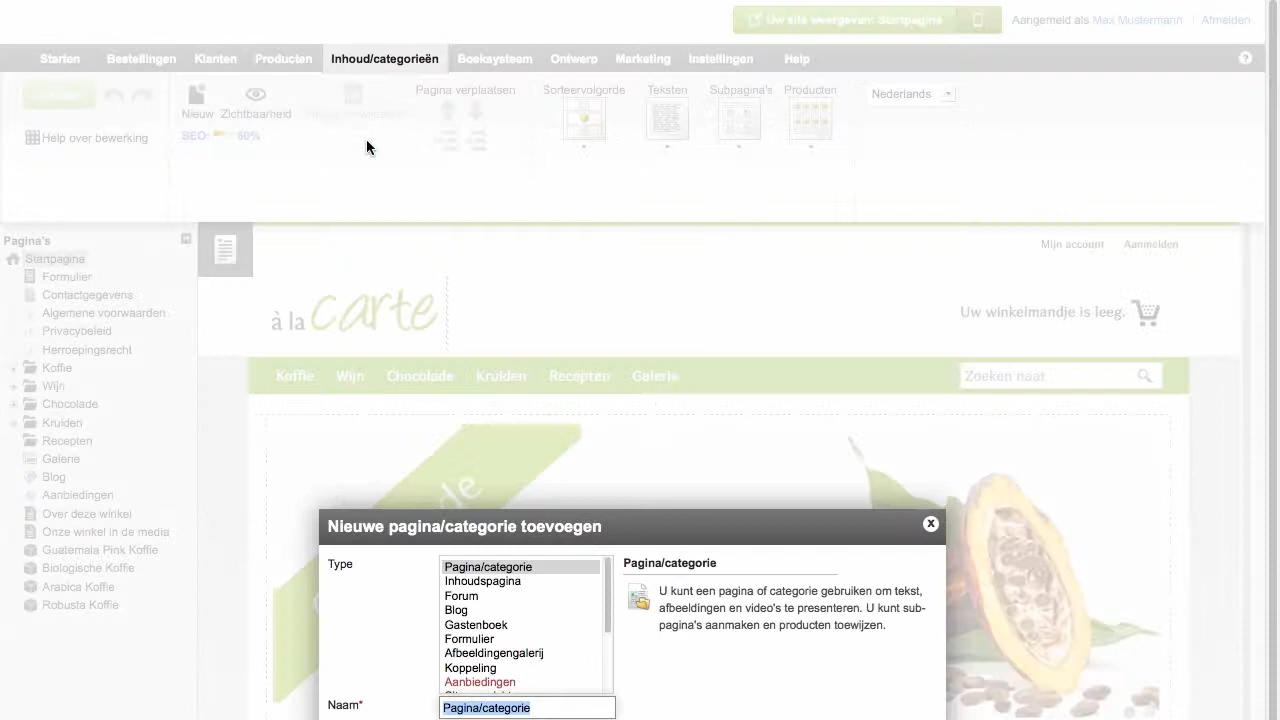 Uw site weergeven: Startpagina
Aangemeld als Max Mustermann
Afmelden
Starten
Bestellingen
Klanten
Producten
Inhoud/categorieën
Boeksysteem
Ontwerp
Marketing
Instellingen
Help
Nieuw
Zichtbaarheid
Pagina verplaatsen
Sorteervolgorde
Teksten
Subpagina's
Producten
Nederlands
SEO: 60%
Help over bewerking
Pagina's
Startpagina
Formulier
Contactgegevens
Algemene voorwaarden
Privacybeleid
Herroepingsrecht
Koffie
Wijn
Chocolade
Kruiden
Recepten
Galerie
Blog
Aanbiedingen
Over deze winkel
Onze winkel in de media
Guatemala Pink Koffie
Biologische Koffie
Arabica Koffie
Robusta Koffie
Mijn account
Aanmelden
à la carte
Uw winkelmandje is leeg.
Koffie
Wijn
Chocolade
Kruiden
Recepten
Galerie
Zoeken naar
Nieuwe pagina/categorie toevoegen
Type
Pagina/categorie
Inhoudspagina
Forum
Blog
Gastenboek
Formulier
Afbeeldingengalerij
Koppeling
Aanbiedingen
Pagina/categorie
U kunt een pagina of categorie gebruiken om tekst,
afbeeldingen en video's te presenteren. U kunt sub-
pagina's aanmaken en producten toewijzen.
Naam*
Pagina/categorie